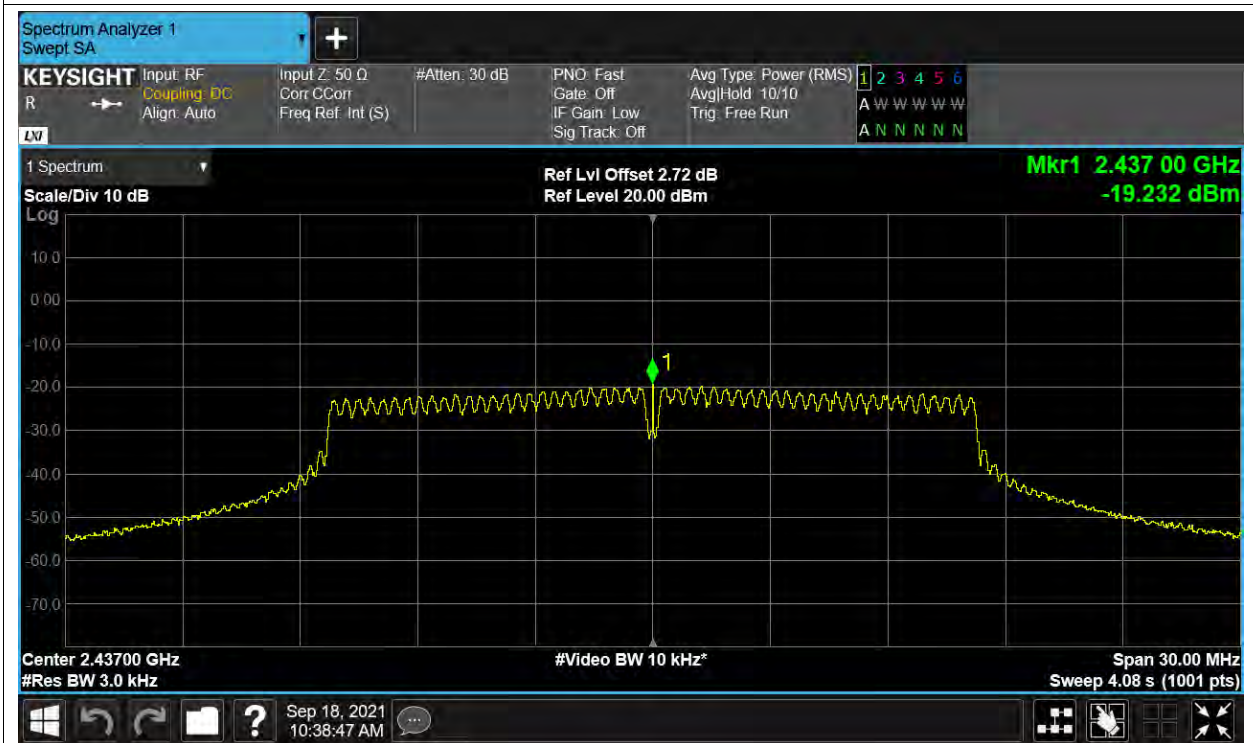 Spectrum Analyzer 1
Swept SA
+
KEYSIGHT Input: RF Input Z: 50 Ω #Atten: 30 dB PNO: Fast Avg Type: Power (RMS) 1 2 3 4 5 6
R Coupling: DC Corr CCorr Gate: Off Avg|Hold: 10/10 A W W W W W
Align: Auto Freq Ref: Int (S) IF Gain: Low Trig: Free Run
LXI Sig Track: Off A N N N N N
1 Spectrum Ref Lvl Offset 2.72 dB Mkr1 2.437 00 GHz
Scale/Div 10 dB Ref Level 20.00 dBm -19.232 dBm
Log
10.0
0.00
-10.0
1
-20.0
-30.0
-40.0
-50.0
-60.0
-70.0
Center 2.43700 GHz #Video BW 10 kHz* Span 30.00 MHz
#Res BW 3.0 kHz Sweep 4.08 s (1001 pts)
? Sep 18, 2021
10:38:47 AM